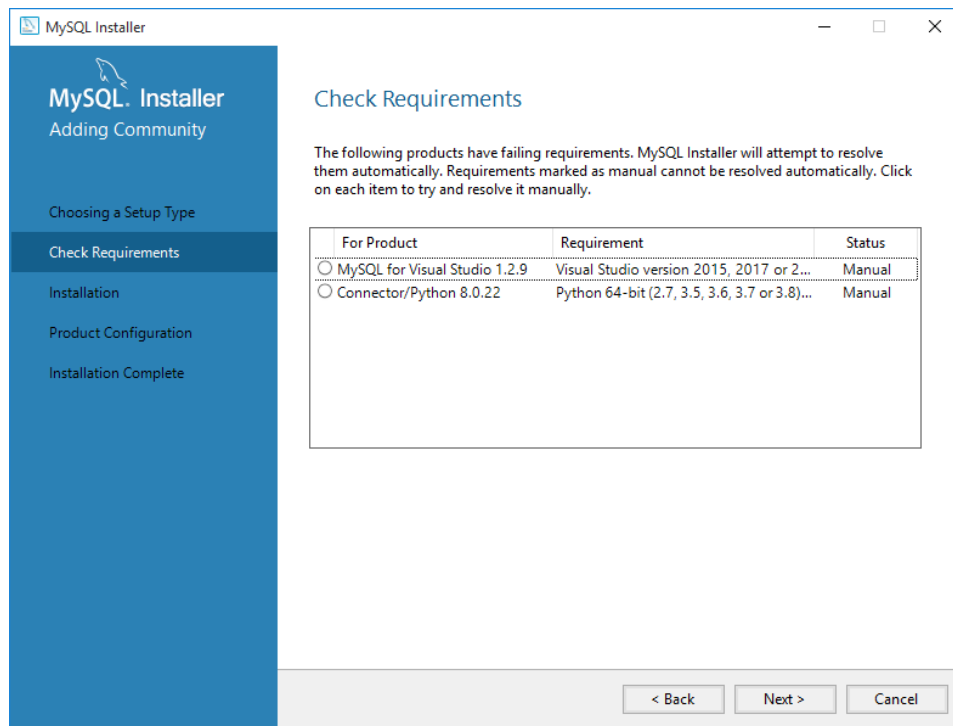 MySQL Installer
MySQL. Installer
Adding Community
Choosing a Setup Type
Check Requirements
Installation
Product Configuration
Installation Complete
Check Requirements
The following products have failing requirements. MySQL Installer will attempt to resolve
them automatically. Requirements marked as manual cannot be resolved automatically. Click
on each item to try and resolve it manually.
For Product Requirement Status
MySQL for Visual Studio 1.2.9 Visual Studio version 2015, 2017 or 2... Manual
Connector/Python 8.0.22 Python 64-bit (2.7, 3.5, 3.6, 3.7 or 3.8)... Manual
< Back Next > Cancel